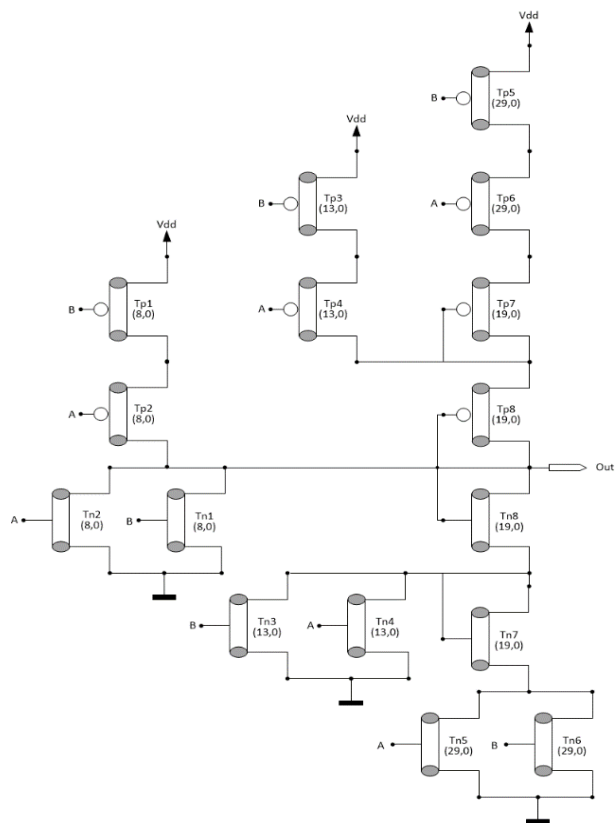 Vdd
B
Tp5
(29,0)
Vdd
B
Tp3
(13,0)
A
Tp6
(29,0)
Vdd
B
Tp1
(8,0)
A
Tp4
(13,0)
Tp7
(19,0)
A
Tp2
(8,0)
Tp8
(19,0)
Out
A
Tn2
(8,0)
B
Tn1
(8,0)
Tn8
(19,0)
B
Tn3
(13,0)
A
Tn4
(13,0)
Tn7
(19,0)
A
Tn5
(29,0)
B
Tn6
(29,0)